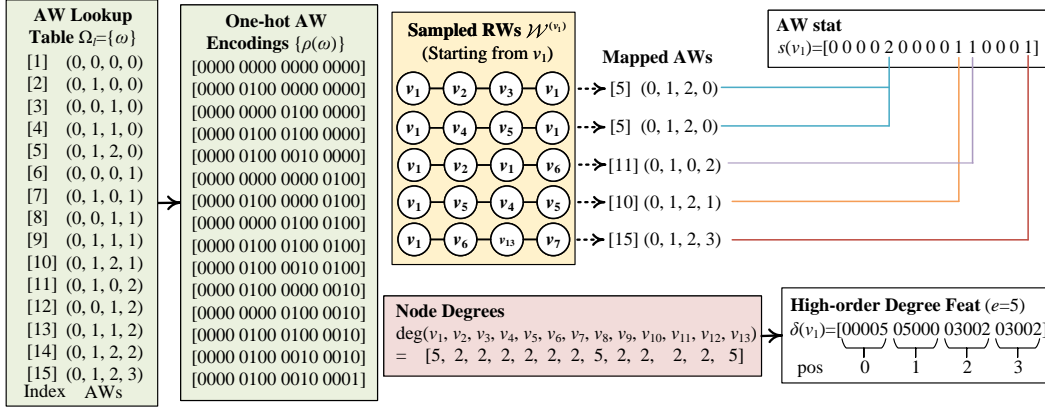 AW Lookup
Table Ω_l={ω}
[1] (0, 0, 0, 0)
[2] (0, 1, 0, 0)
[3] (0, 0, 1, 0)
[4] (0, 1, 1, 0)
[5] (0, 1, 2, 0)
[6] (0, 0, 0, 1)
[7] (0, 1, 0, 1)
[8] (0, 0, 1, 1)
[9] (0, 1, 1, 1)
[10] (0, 1, 2, 1)
[11] (0, 1, 0, 2)
[12] (0, 0, 1, 2)
[13] (0, 1, 1, 2)
[14] (0, 1, 2, 2)
[15] (0, 1, 2, 3)
Index AWs
One-hot AW
Encodings {ρ(ω)}
[0000 0000 0000 0000]
[0000 0100 0000 0000]
[0000 0000 0100 0000]
[0000 0100 0100 0000]
[0000 0100 0010 0000]
[0000 0000 0000 0100]
[0000 0100 0000 0100]
[0000 0000 0100 0100]
[0000 0100 0100 0100]
[0000 0100 0010 0100]
[0000 0100 0000 0010]
[0000 0000 0100 0010]
[0000 0100 0100 0010]
[0000 0100 0010 0010]
[0000 0100 0010 0001]
Sampled RWs 𝒲^(v₁)
(Starting from v₁)
v₁ v₂ v₃ v₁
v₁ v₄ v₅ v₁
v₁ v₂ v₁ v₆
v₁ v₅ v₄ v₅
v₁ v₆ v₁₃ v₇
Mapped AWs
[5] (0, 1, 2, 0)
[5] (0, 1, 2, 0)
[11] (0, 1, 0, 2)
[10] (0, 1, 2, 1)
[15] (0, 1, 2, 3)
AW stat
s(v₁)=[0 0 0 0 2 0 0 0 0 1 1 0 0 0 1]
Node Degrees
deg(v₁, v₂, v₃, v₄, v₅, v₆, v₇, v₈, v₉, v₁₀, v₁₁, v₁₂, v₁₃)
= [5, 2, 2, 2, 2, 2, 2, 5, 2, 2, 2, 2, 5]
High-order Degree Feat (e=5)
δ(v₁)=[00005 05000 03002 03002]
pos 0 1 2 3